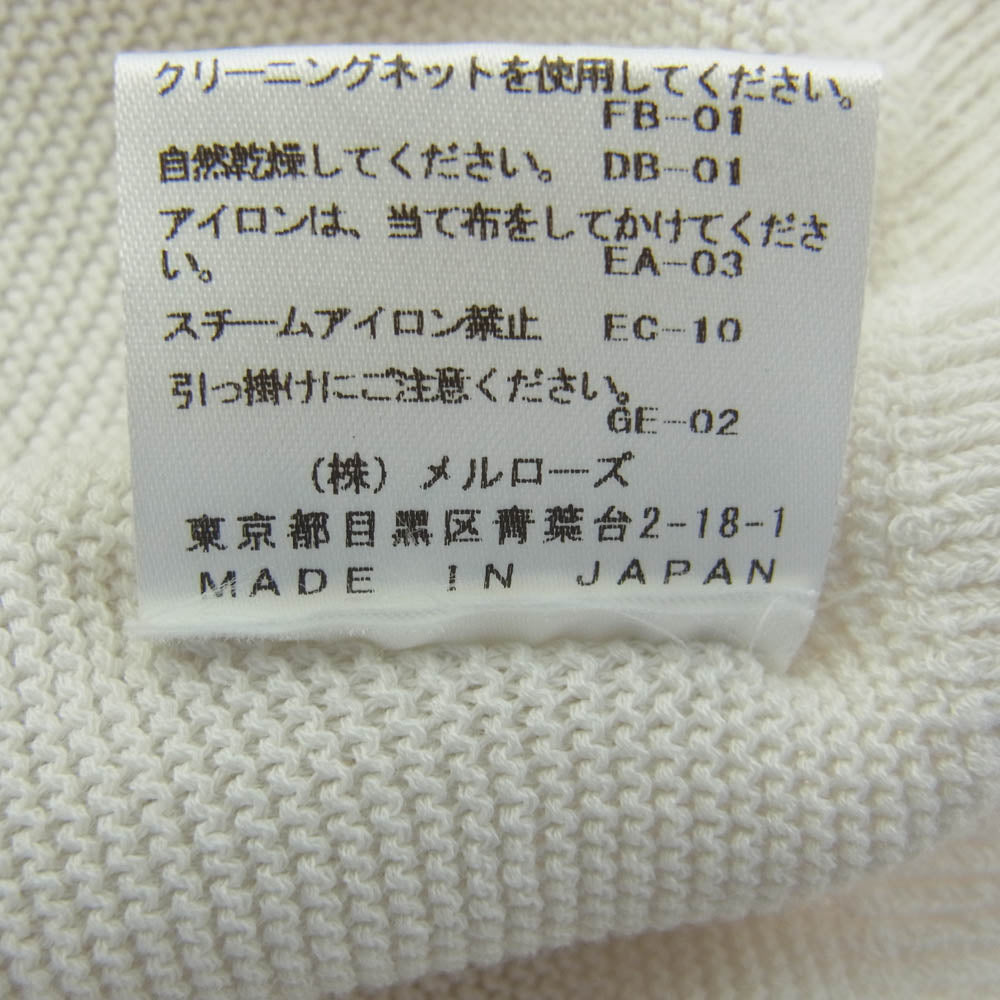 クリーニングネットを使用してください。
FB-01
自然乾燥してください。 DB-01
アイロンは、当て布をしてかけてくださ
い。 EA-03
スチームアイロン禁止 EC-10
引っ掛けにご注意ください。
GE-02
(株)メルローズ
東京都目黒区青葉台2-18-1
MADE IN JAPAN